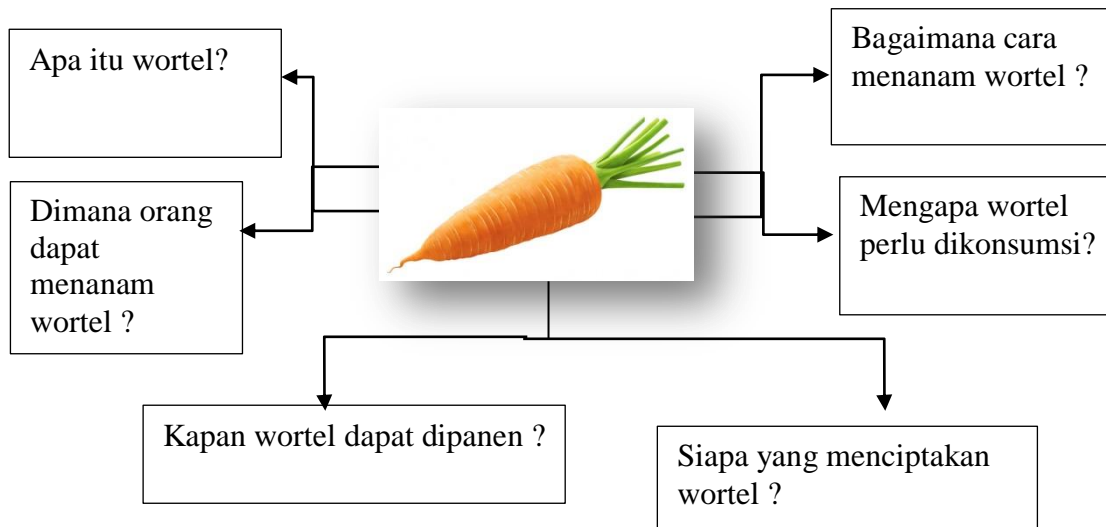 Apa itu wortel?
Dimana orang
dapat
menanam
wortel ?
Kapan wortel dapat dipanen ?
Siapa yang menciptakan
wortel ?
Mengapa wortel
perlu dikonsumsi?
Bagaimana cara
menanam wortel ?